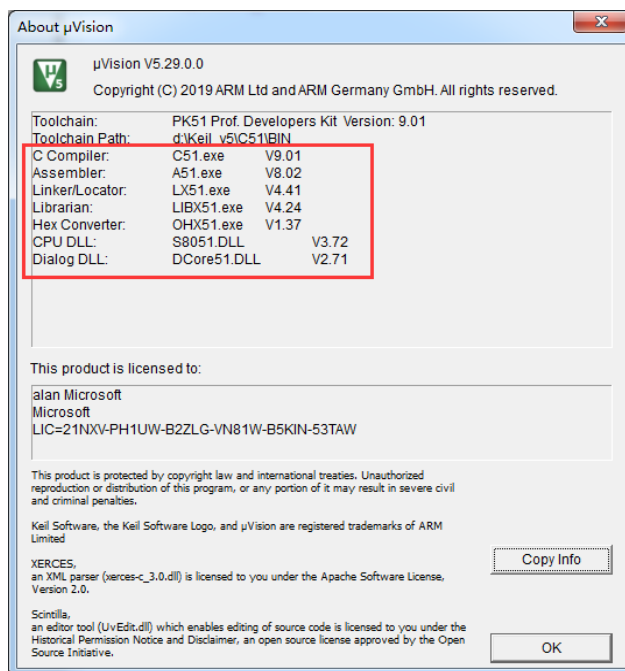 About µVision
µVision V5.29.0.0
Copyright (C) 2019 ARM Ltd and ARM Germany GmbH. All rights reserved.
Toolchain: PK51 Prof. Developers Kit Version: 9.01
Toolchain Path: d:\Keil_v5\C51\BIN
C Compiler: C51.exe V9.01
Assembler: A51.exe V8.02
Linker/Locator: LX51.exe V4.41
Librarian: LIBX51.exe V4.24
Hex Converter: OHX51.exe V1.37
CPU DLL: S8051.DLL V3.72
Dialog DLL: DCore51.DLL V2.71
This product is licensed to:
alan Microsoft
Microsoft
LIC=21NXV-PH1UW-B2ZLG-VN81W-B5KIN-53TAW
This product is protected by copyright law and international treaties. Unauthorized
reproduction or distribution of this program, or any portion of it may result in severe civil
and criminal penalties.
Keil Software, the Keil Software Logo, and µVision are registered trademarks of ARM
Limited
XERCES,
an XML parser (xerces-c_3.0.dll) is licensed to you under the Apache Software License,
Version 2.0.
Copy Info
Scintilla,
an editor tool (UvEdit.dll) which enables editing of source code is licensed to you under the
Historical Permission Notice and Disclaimer, an open source license approved by the Open
Source Initiative.
OK